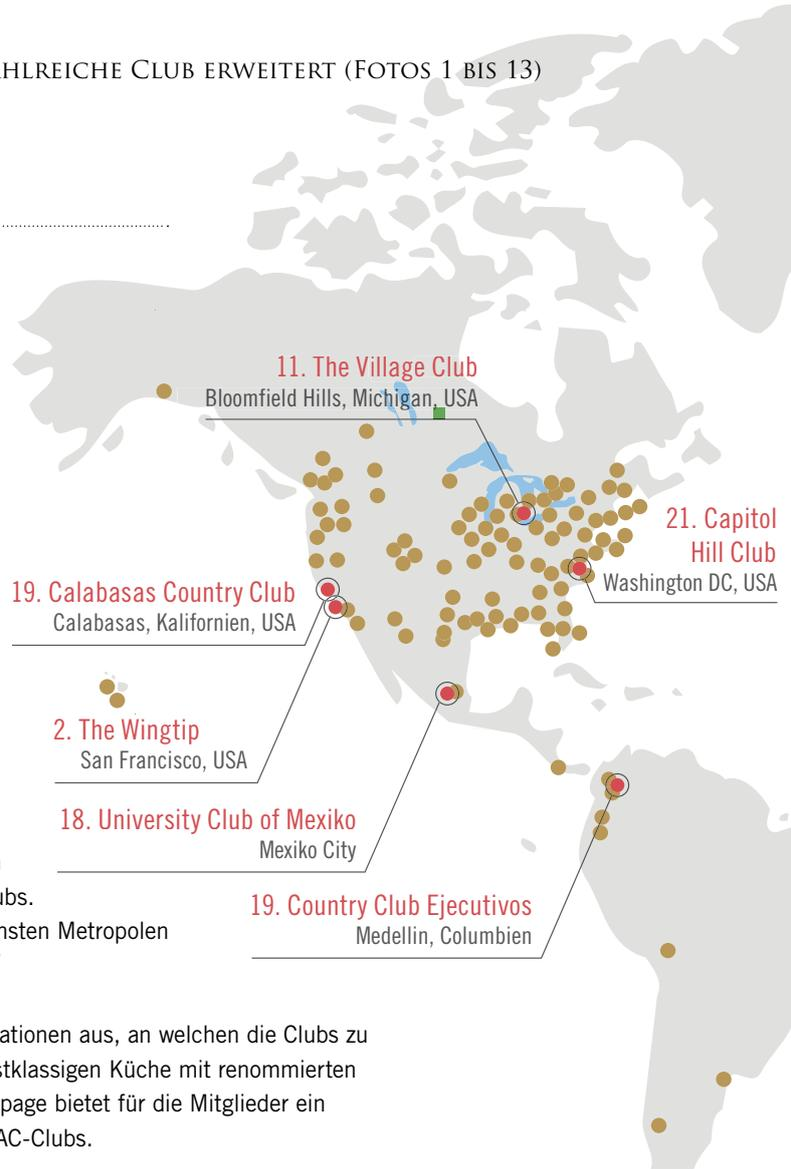 HLREICHE CLUB ERWEITERT (FOTOS 1 BIS 13)
11. The Village Club
Bloomfield Hills, Michigan, USA
21. Capitol
Hill Club
Washington DC, USA
19. Calabasas Country Club
Calabasas, Kalifornien, USA
2. The Wingtip
San Francisco, USA
18. University Club of Mexiko
Mexiko City
19. Country Club Ejecutivos
Medellin, Columbien
ubs.
nsten Metropolen
ationen aus, an welchen die Clubs zu
stklassigen Küche mit renommierten
page bietet für die Mitglieder ein
AC-Clubs.